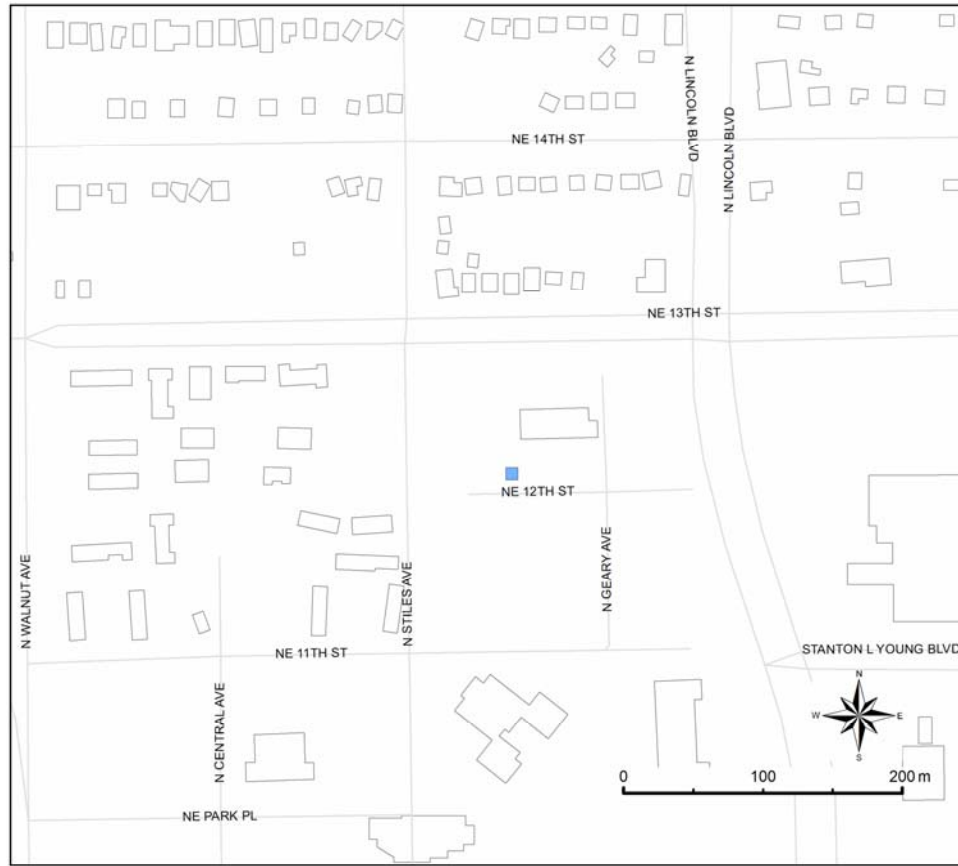 N LINCOLN BLVD
N LINCOLN BLVD
NE 14TH ST
NE 13TH ST
NE 12TH ST
N WALNUT AVE
N STILES AVE
N GEARY AVE
NE 11TH ST
STANTON L YOUNG BLVD
N CENTRAL AVE
N
W E
S
0 100 200 m
NE PARK PL